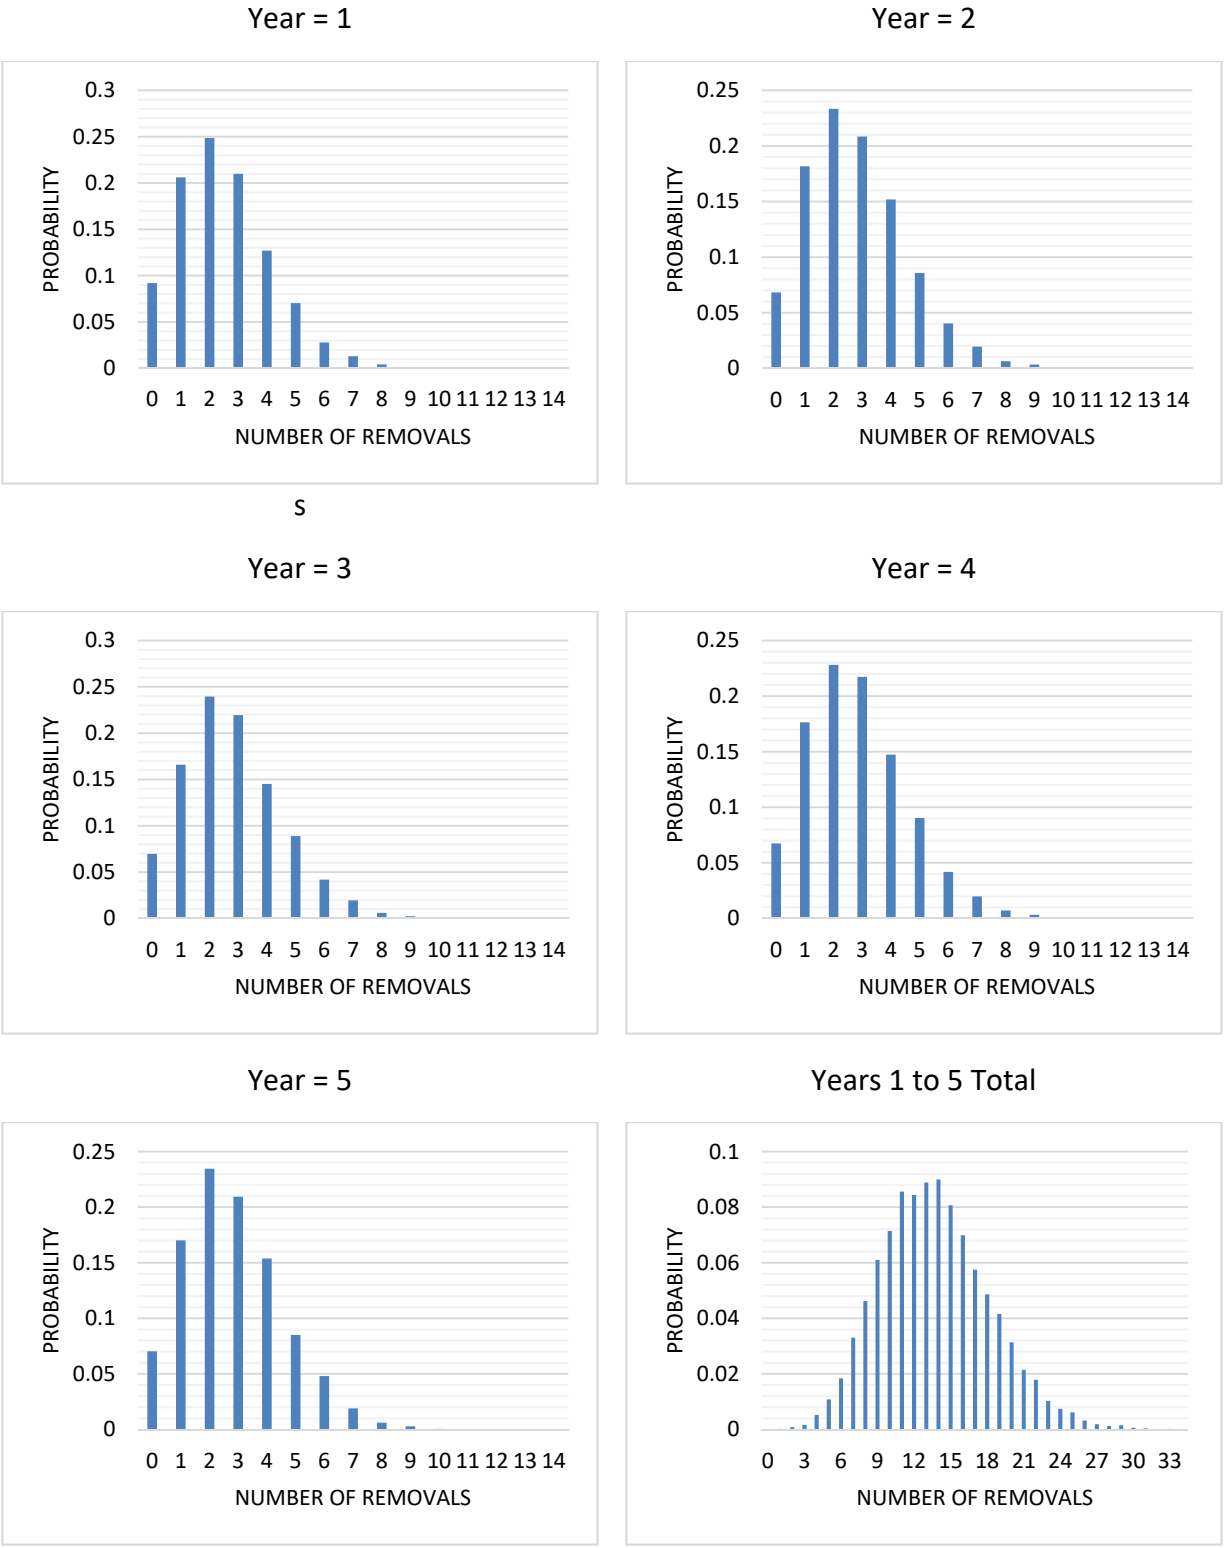 Year = 1
0.3
0.25
0.2
0.15
0.1
0.05
0
PROBABILITY
0 1 2 3 4 5 6 7 8 9 10 11 12 13 14
NUMBER OF REMOVALS
Year = 2
0.25
0.2
0.15
0.1
0.05
0
PROBABILITY
0 1 2 3 4 5 6 7 8 9 10 11 12 13 14
NUMBER OF REMOVALS
s
Year = 3
0.3
0.25
0.2
0.15
0.1
0.05
0
PROBABILITY
0 1 2 3 4 5 6 7 8 9 10 11 12 13 14
NUMBER OF REMOVALS
Year = 4
0.25
0.2
0.15
0.1
0.05
0
PROBABILITY
0 1 2 3 4 5 6 7 8 9 10 11 12 13 14
NUMBER OF REMOVALS
Year = 5
0.25
0.2
0.15
0.1
0.05
0
PROBABILITY
0 1 2 3 4 5 6 7 8 9 10 11 12 13 14
NUMBER OF REMOVALS
Years 1 to 5 Total
0.1
0.08
0.06
0.04
0.02
0
PROBABILITY
0 3 6 9 12 15 18 21 24 27 30 33
NUMBER OF REMOVALS